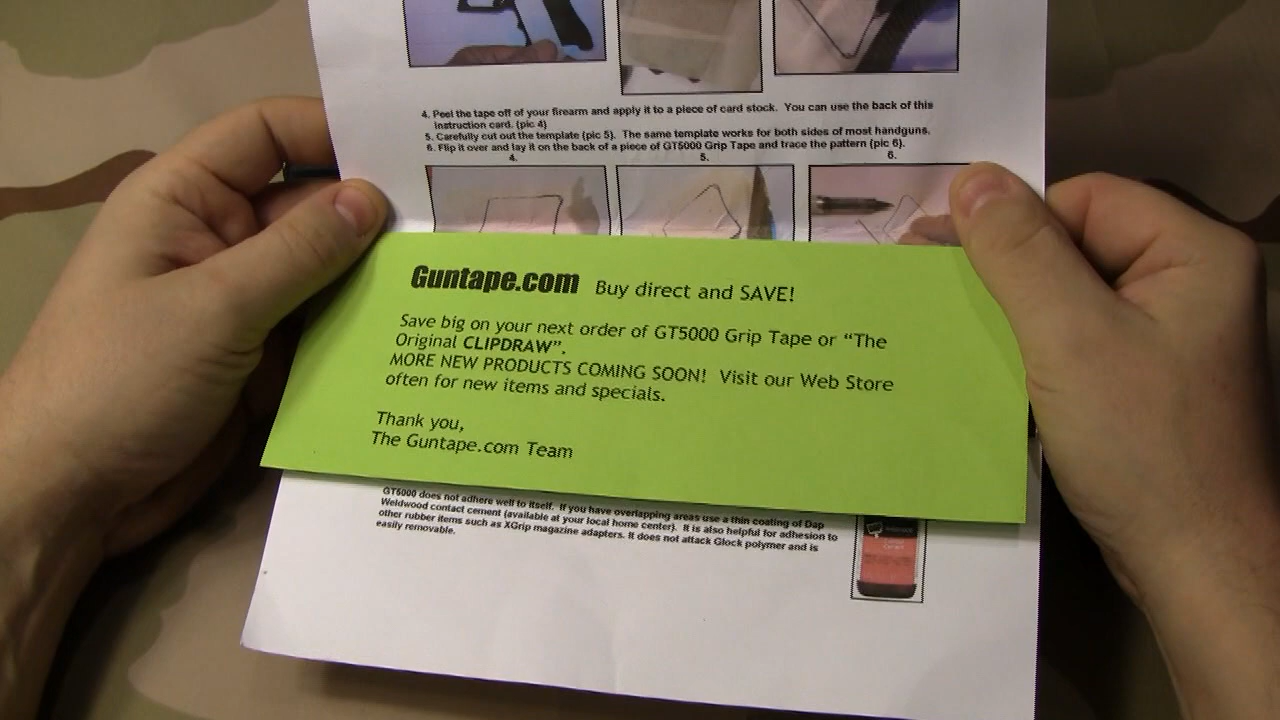 4. Peel the tape off of your firearm and apply it to a piece of card stock. You can use the back of this
instruction card. (pic 4)
5. Carefully cut out the template (pic 5). The same template works for both sides of most handguns.
6. Flip it over and lay it on the back of a piece of GT5000 Grip Tape and trace the pattern (pic 6).
4. 5. 6.
Guntape.com Buy direct and SAVE!
Save big on your next order of GT5000 Grip Tape or “The
Original CLIPDRAW”.
MORE NEW PRODUCTS COMING SOON! Visit our Web Store
often for new items and specials.
Thank you,
The Guntape.com Team
GT5000 does not adhere well to itself. If you have overlapping areas use a thin coating of Dap
Weldwood contact cement (available at your local home center). It is also helpful for adhesion to
other rubber items such as XGrip magazine adapters. It does not attack Glock polymer and is
easily removable.